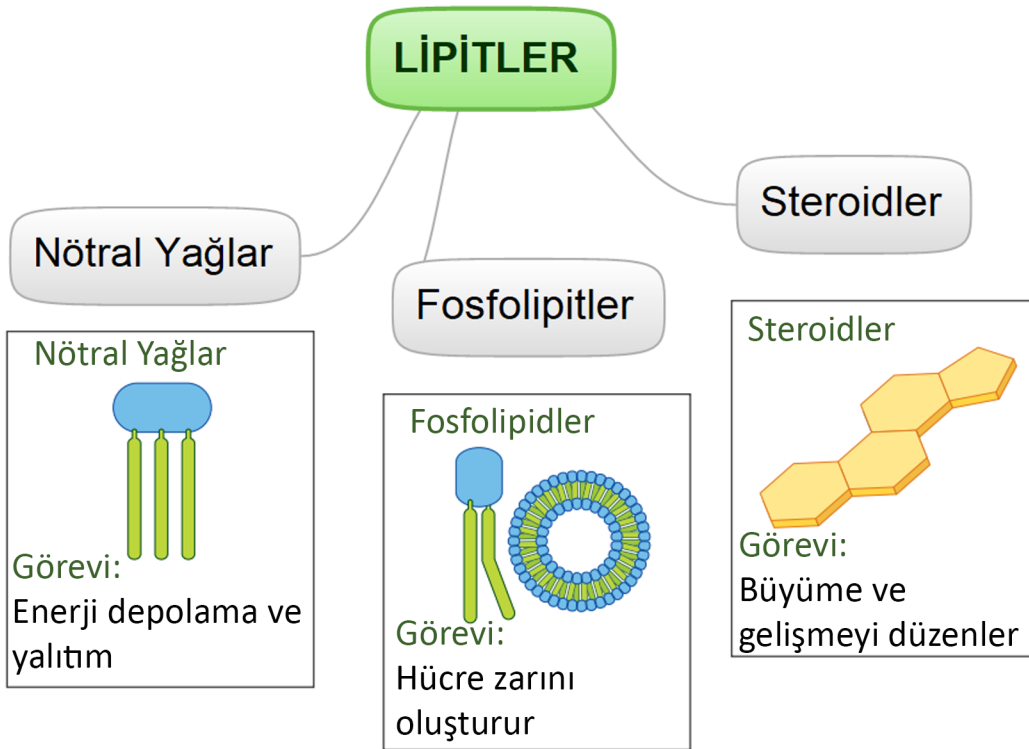 LİPİTLER
Nötral Yağlar
Fosfolipitler
Steroidler
Nötral Yağlar
Görevi:
Enerji depolama ve
yalıtım
Fosfolipidler
Görevi:
Hücre zarını
oluşturur
Steroidler
Görevi:
Büyüme ve
gelişmeyi düzenler